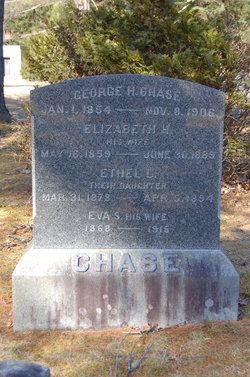 GEORGE H. CHASE
JAN. 1, 1854 — NOV. 8, 1906
ELIZABETH H.
HIS WIFE
MAY 16, 1859 — JUNE 30, 1889
ETHEL L.
THEIR DAUGHTER
MAR. 31, 1878 — APR. 5, 1894
EVA S. HIS WIFE
1868 — 1915
CHASE